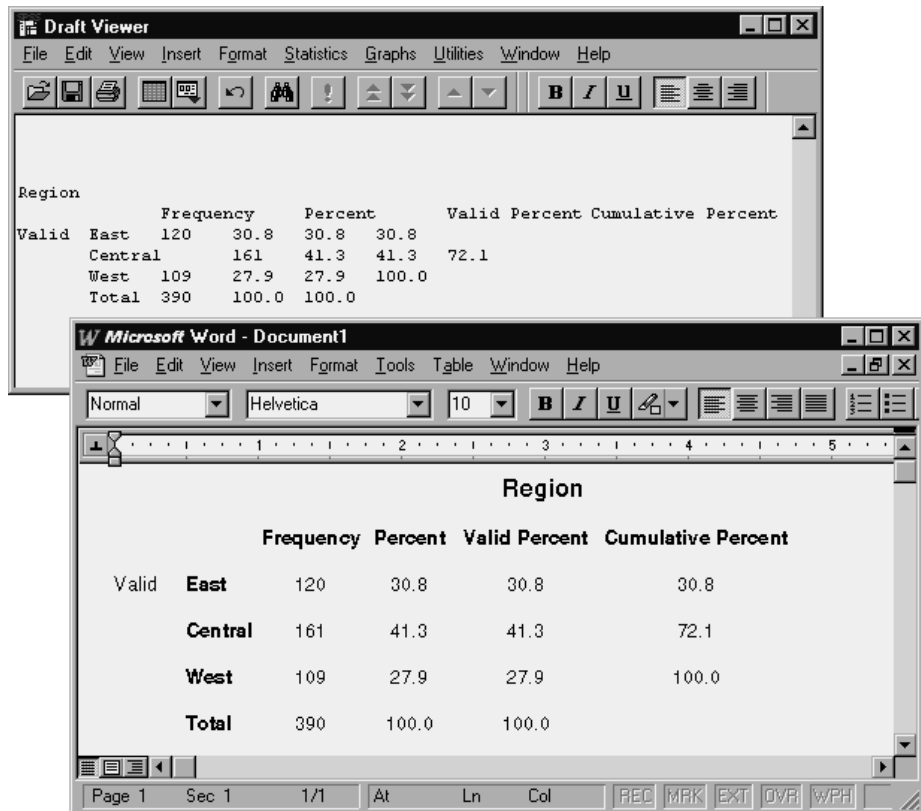 Draft Viewer
File Edit View Insert Format Statistics Graphs Utilities Window Help
B I U
Region
Frequency Percent Valid Percent Cumulative Percent
Valid East 120 30.8 30.8 30.8
Central 161 41.3 41.3 72.1
West 109 27.9 27.9 100.0
Total 390 100.0 100.0
Microsoft Word - Document1
File Edit View Insert Format Tools Table Window Help
Normal Helvetica 10 B I U
1 2 3 4 5
Region
Frequency Percent Valid Percent Cumulative Percent
Valid East 120 30.8 30.8 30.8
Central 161 41.3 41.3 72.1
West 109 27.9 27.9 100.0
Total 390 100.0 100.0
Page 1 Sec 1 1/1 At Ln Col REC MRK EXT OVR WPH